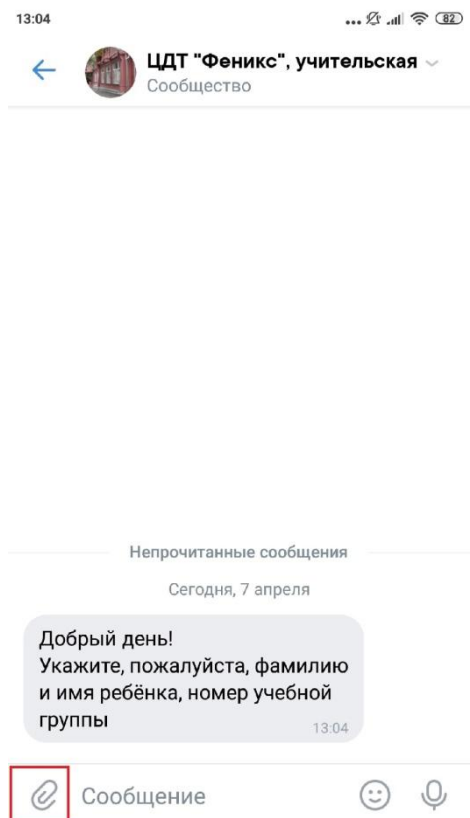 13:04
82
ЦДТ "Феникс", учительская
Сообщество
Непрочитанные сообщения
Сегодня, 7 апреля
Добрый день!
Укажите, пожалуйста, фамилию
и имя ребёнка, номер учебной
группы
13:04
Сообщение